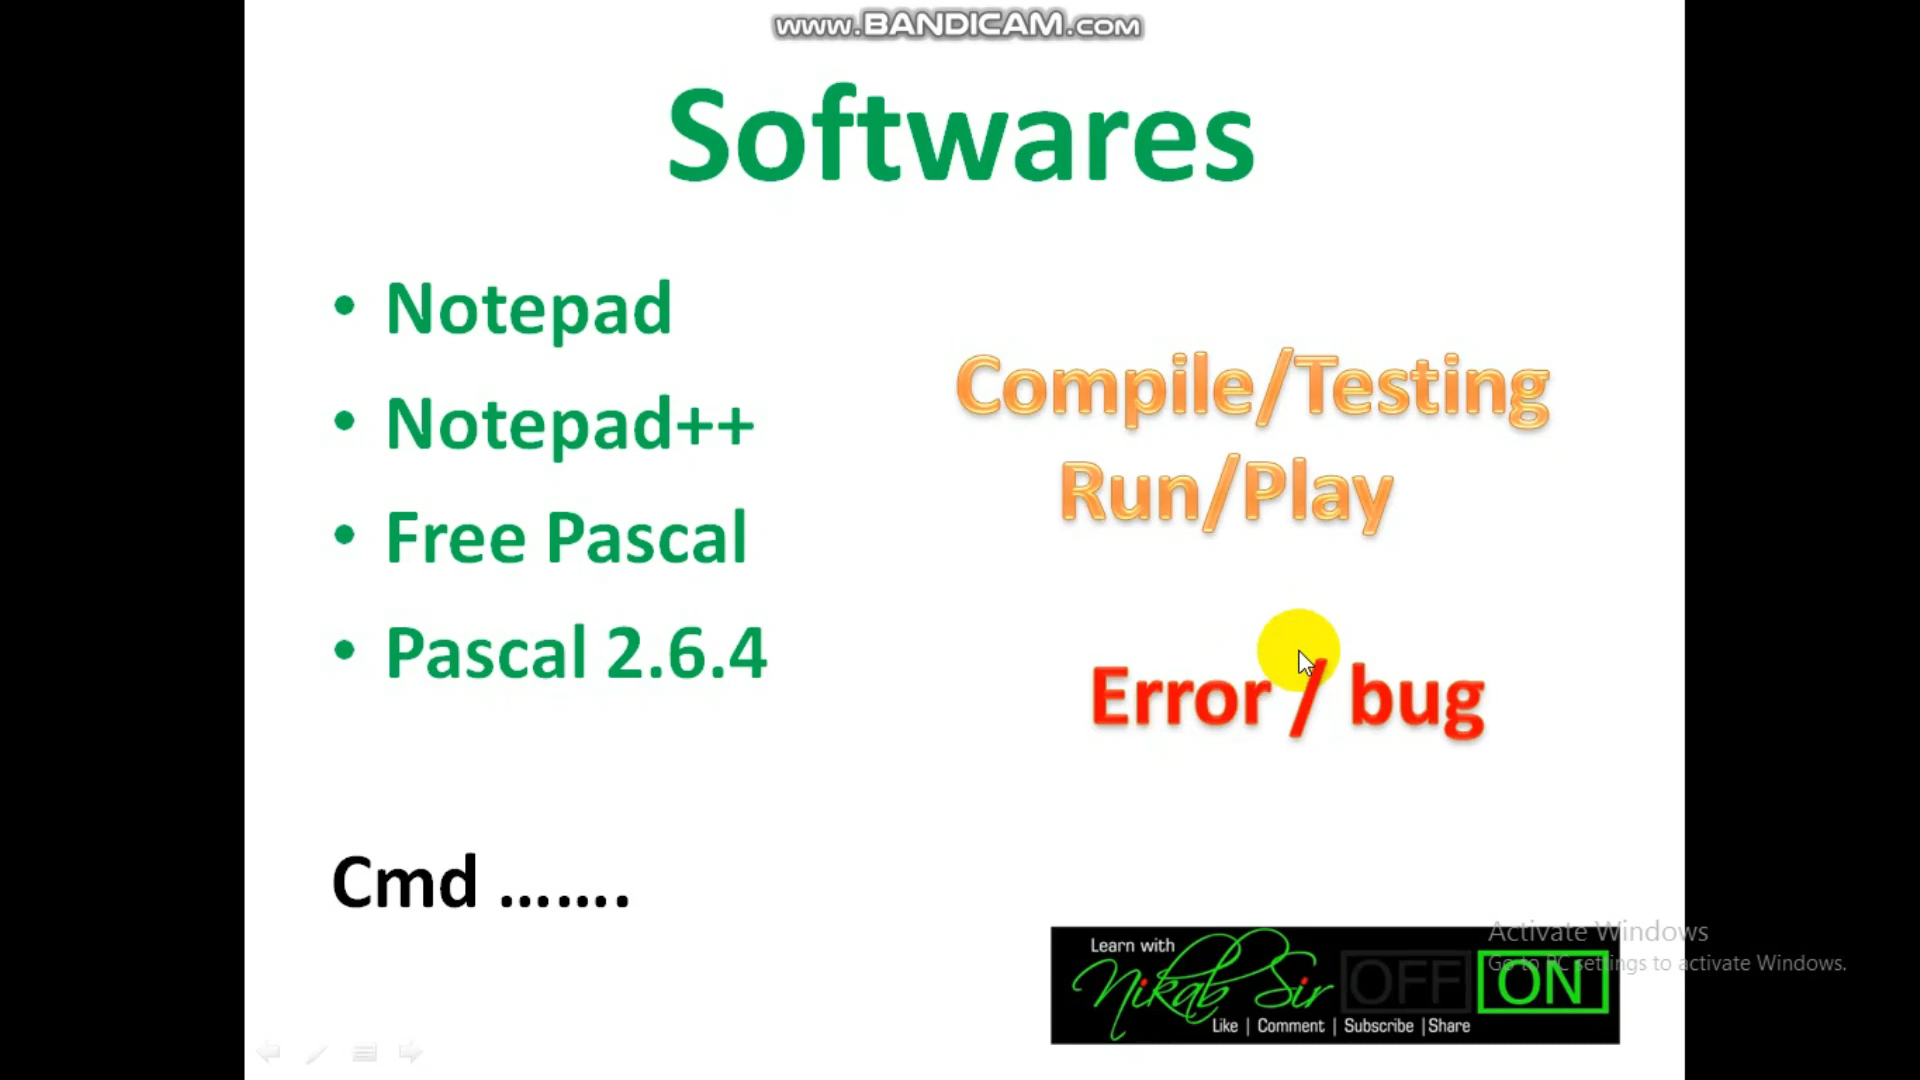 www.BANDICAM.com
Softwares
• Notepad
• Notepad++
• Free Pascal
• Pascal 2.6.4
Compile/Testing
Run/Play
Error / bug
Cmd …….
Learn with
Nikab Sir
OFF ON
Like | Comment | Subscribe |Share
Activate Windows
Go to PC settings to activate Windows.